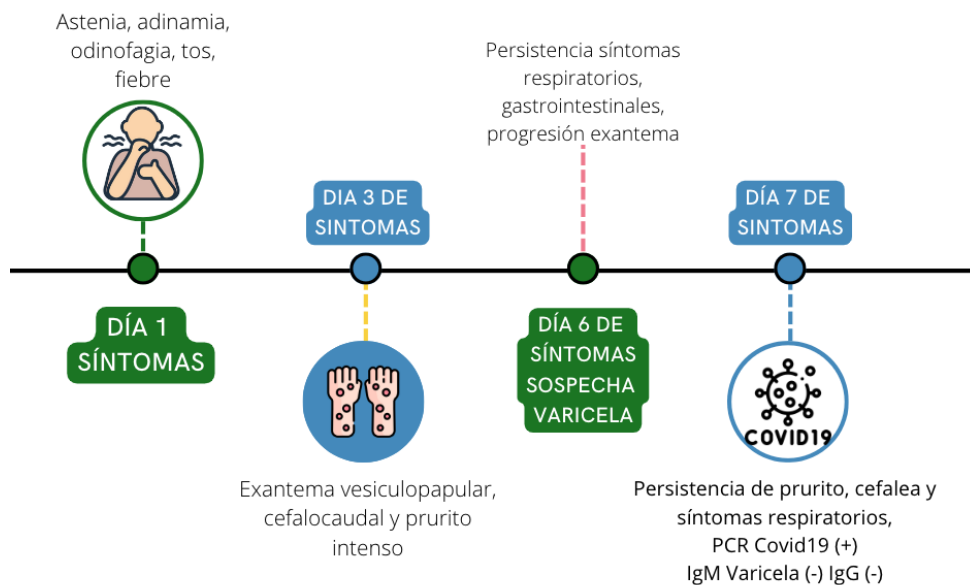 Astenia, adinamia,
odinofagia, tos,
fiebre
DÍA 1
SÍNTOMAS
DIA 3 DE
SINTOMAS
Exantema vesiculopapular,
cefalocaudal y prurito
intenso
Persistencia síntomas
respiratorios,
gastrointestinales,
progresión exantema
DÍA 6 DE
SÍNTOMAS
SOSPECHA
VARICELA
DÍA 7 DE
SINTOMAS
COVID19
Persistencia de prurito, cefalea y
síntomas respiratorios,
PCR Covid19 (+)
IgM Varicela (-) IgG (-)